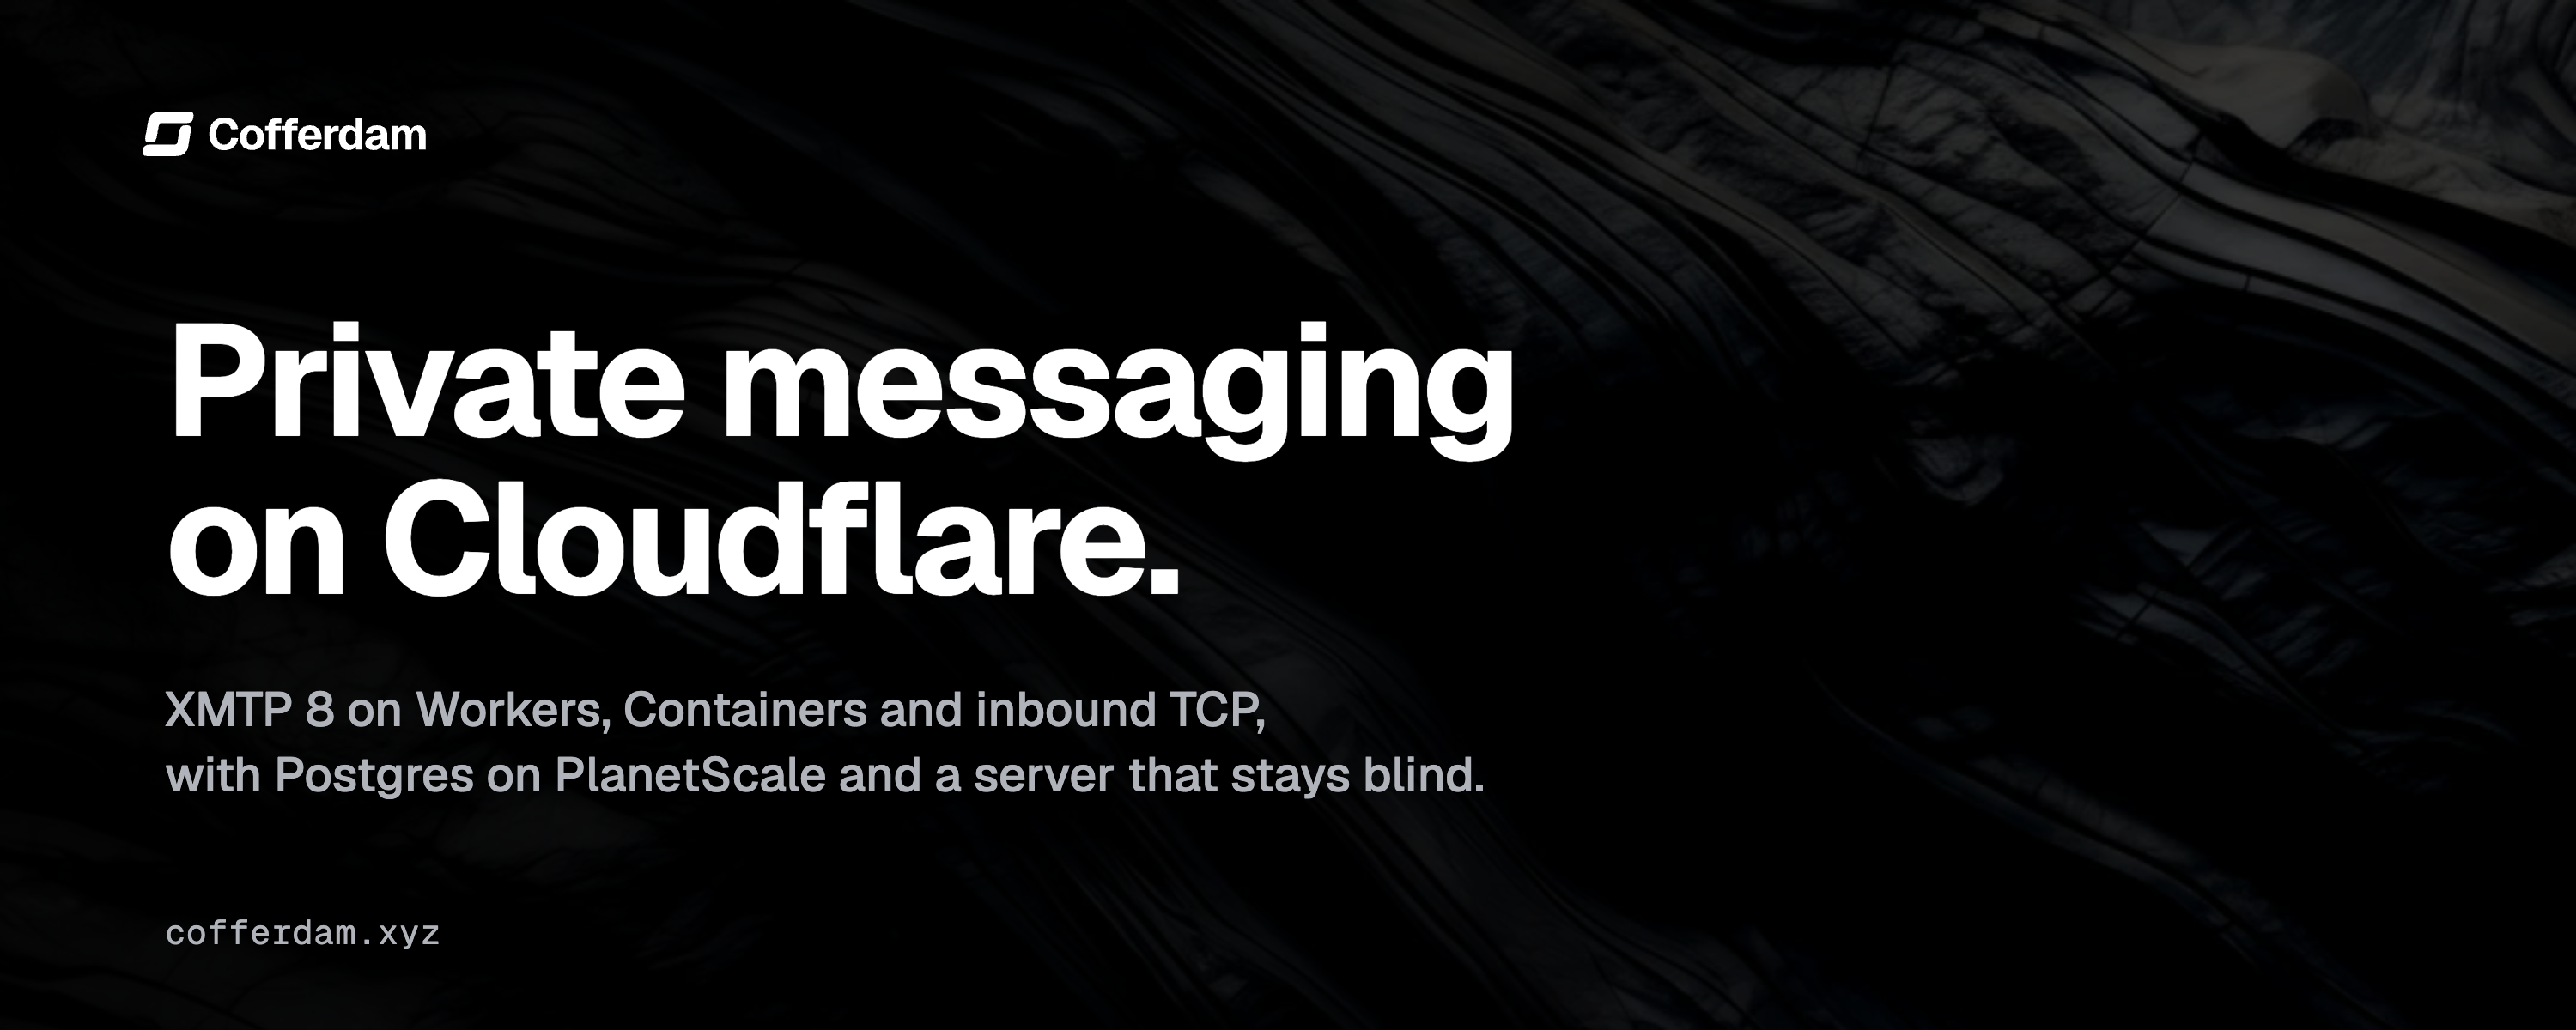 Cofferdam
Private messaging
on Cloudflare.
XMTP 8 on Workers, Containers and inbound TCP,
with Postgres on PlanetScale and a server that stays blind.
cofferdam.xyz